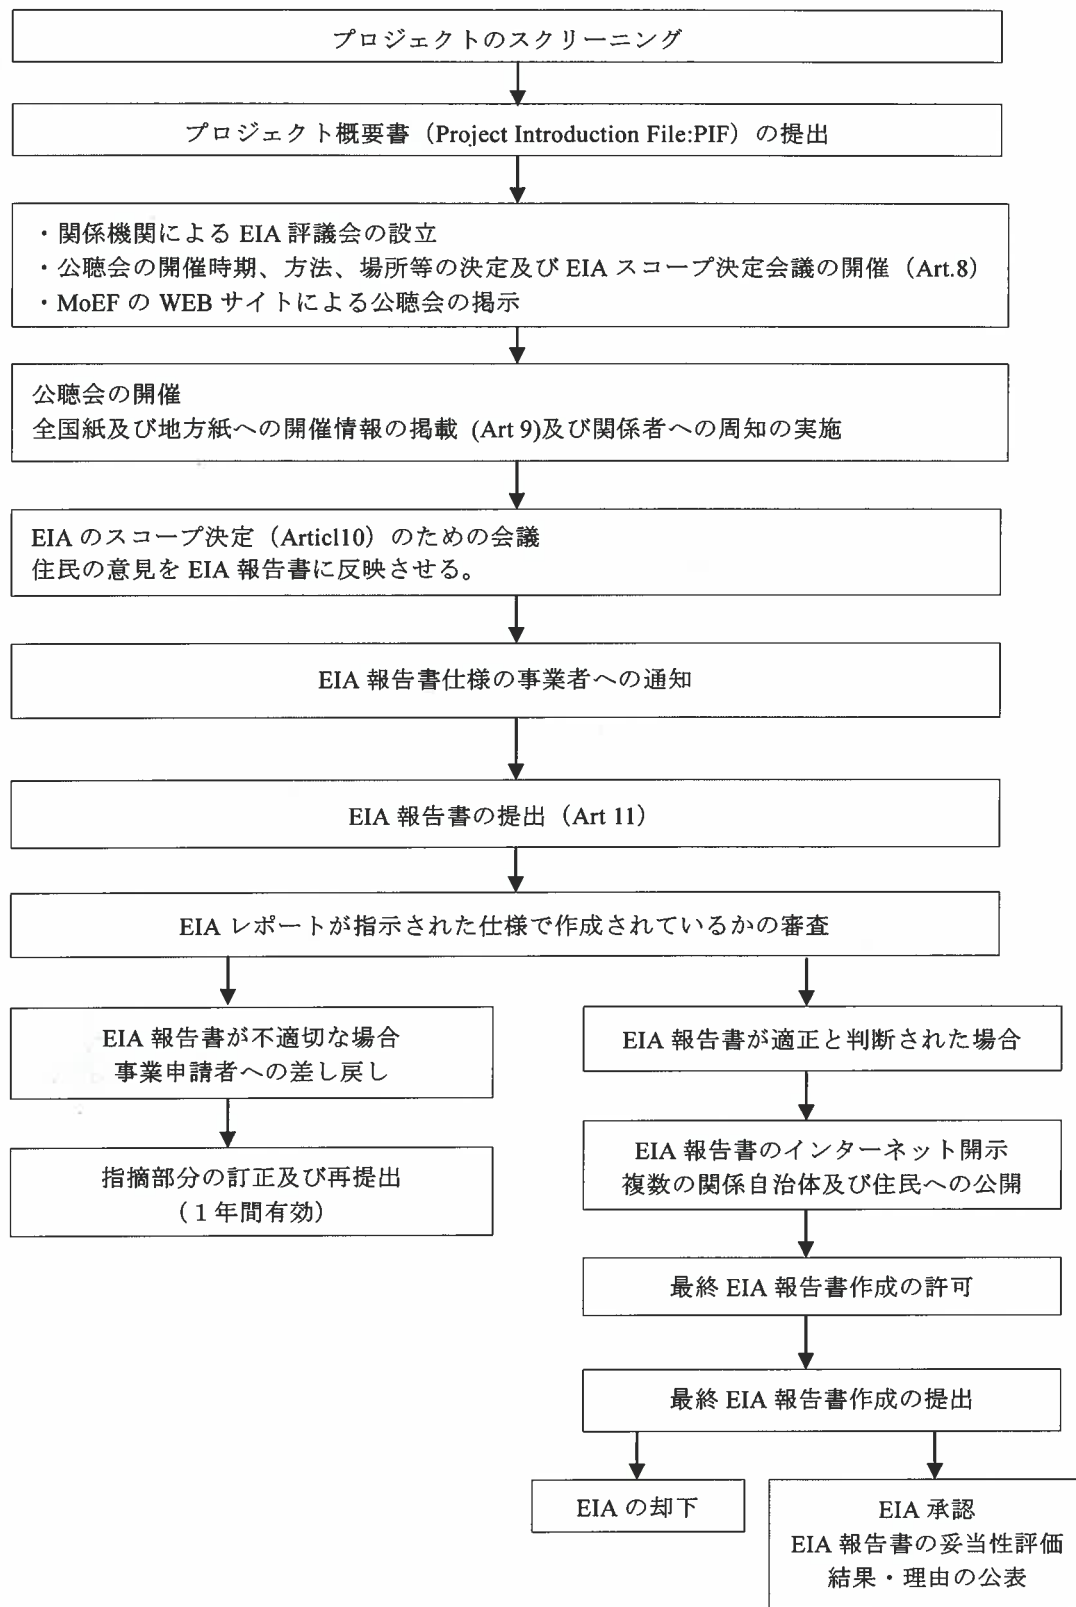 プロジェクトのスクリーニング
プロジェクト概要書（Project Introduction File:PIF）の提出
・関係機関による EIA 評議会の設立
・公聴会の開催時期、方法、場所等の決定及び EIA スコープ決定会議の開催（Art.8）
・MoEF の WEB サイトによる公聴会の掲示
公聴会の開催
全国紙及び地方紙への開催情報の掲載 (Art 9)及び関係者への周知の実施
EIA のスコープ決定（Articl10）のための会議
住民の意見を EIA 報告書に反映させる。
EIA 報告書仕様の事業者への通知
EIA 報告書の提出（Art 11）
EIA レポートが指示された仕様で作成されているかの審査
EIA 報告書が不適切な場合
事業申請者への差し戻し
指摘部分の訂正及び再提出
（１年間有効）
EIA 報告書が適正と判断された場合
EIA 報告書のインターネット開示
複数の関係自治体及び住民への公開
最終 EIA 報告書作成の許可
最終 EIA 報告書作成の提出
EIA の却下
EIA 承認
EIA 報告書の妥当性評価
結果・理由の公表